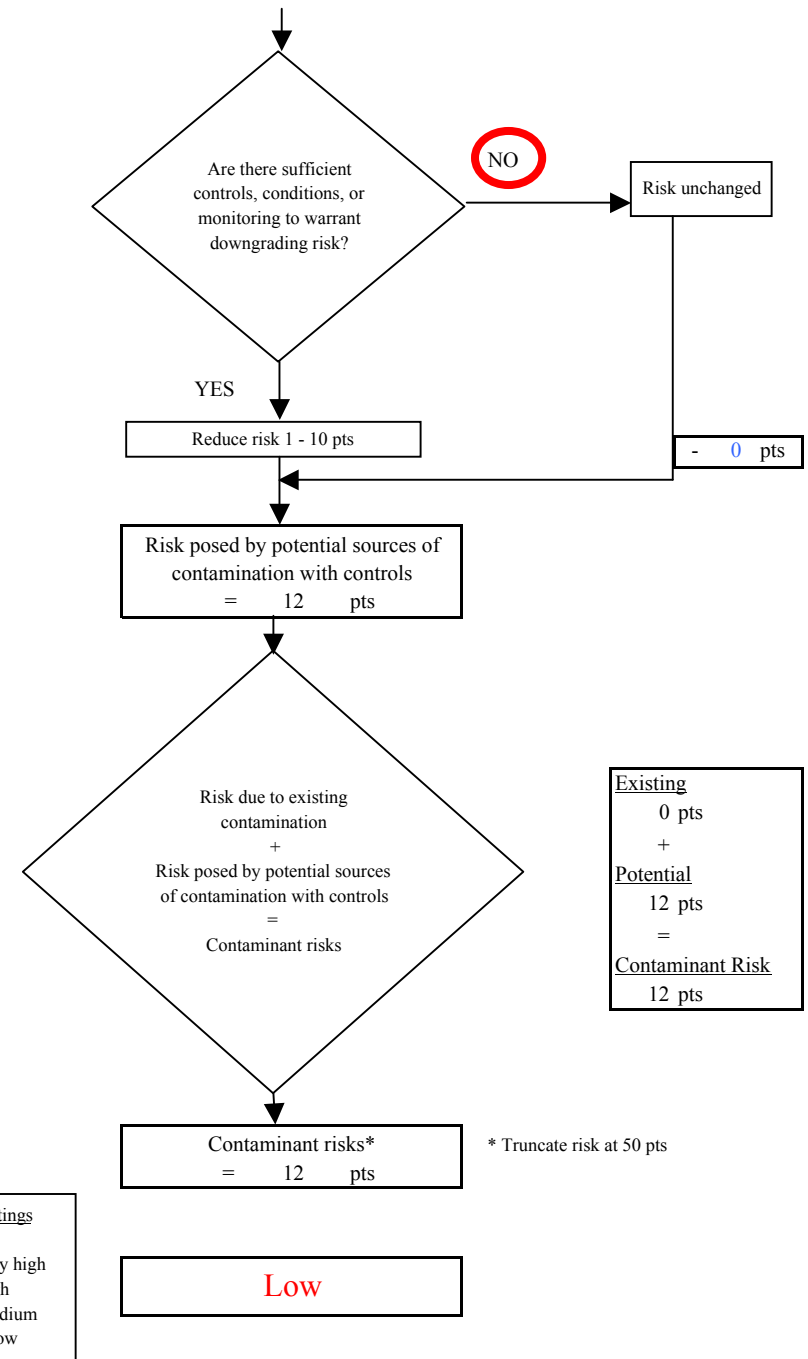 Are there sufficient
controls, conditions, or
monitoring to warrant
downgrading risk?
NO
Risk unchanged
YES
Reduce risk 1 - 10 pts
- 0 pts
Risk posed by potential sources of
contamination with controls
= 12 pts
Risk due to existing
contamination
+
Risk posed by potential sources
of contamination with controls
=
Contaminant risks
Existing
0 pts
+
Potential
12 pts
=
Contaminant Risk
12 pts
Contaminant risks*
= 12 pts
* Truncate risk at 50 pts
high
Low